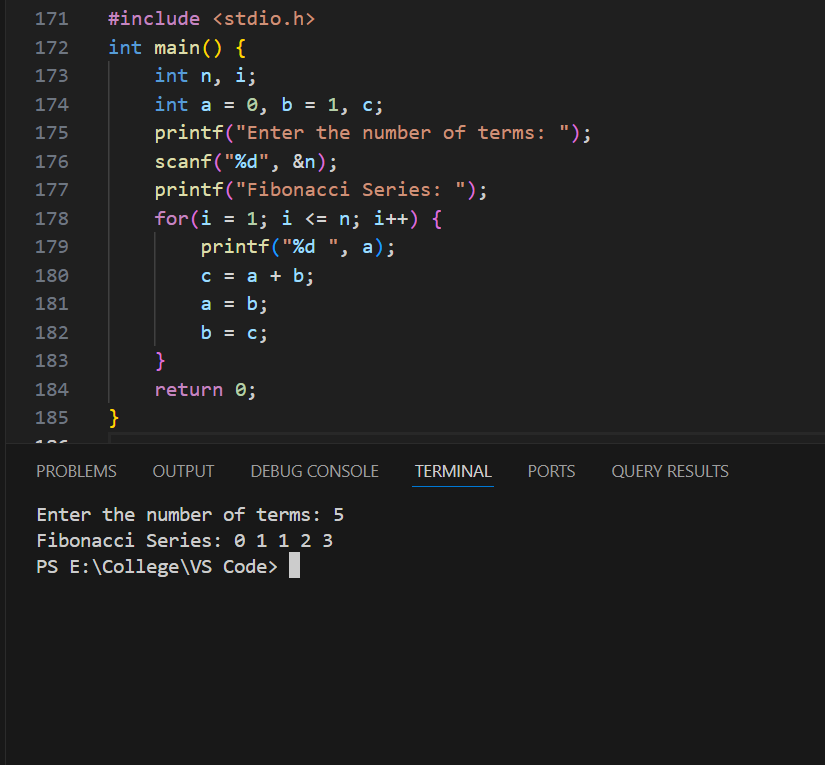 171 #include <stdio.h>
172 int main() {
173     int n, i;
174     int a = 0, b = 1, c;
175     printf("Enter the number of terms: ");
176     scanf("%d", &n);
177     printf("Fibonacci Series: ");
178     for(i = 1; i <= n; i++) {
179         printf("%d ", a);
180         c = a + b;
181         a = b;
182         b = c;
183     }
184     return 0;
185 }
PROBLEMS OUTPUT DEBUG CONSOLE TERMINAL PORTS QUERY RESULTS
Enter the number of terms: 5
Fibonacci Series: 0 1 1 2 3
PS E:\College\VS Code>